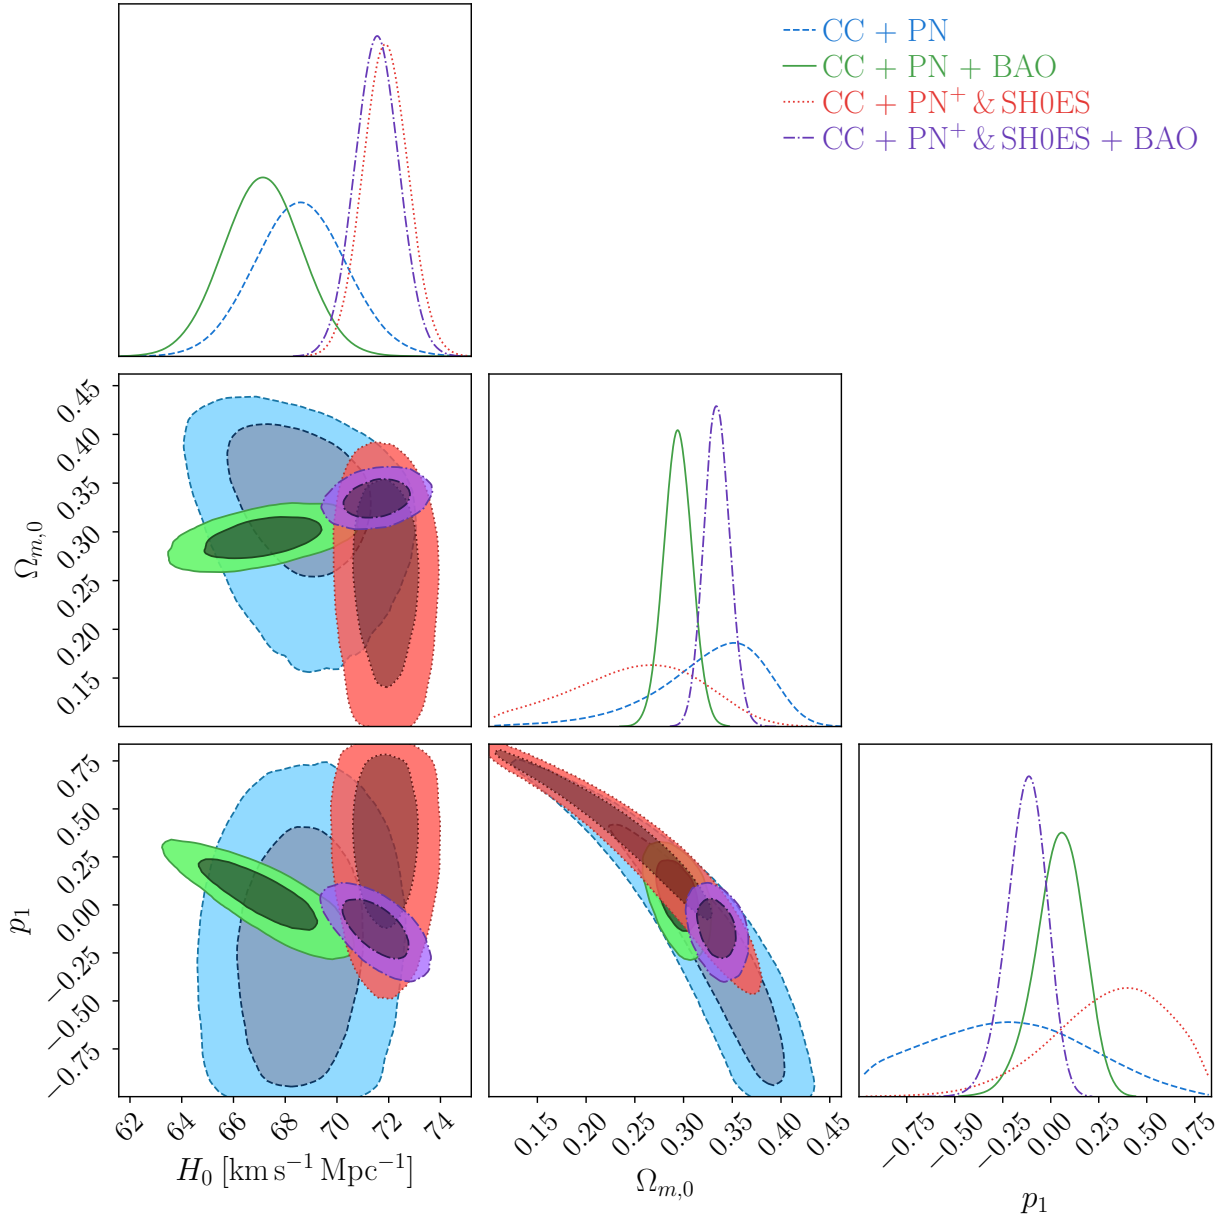 CC + PN
CC + PN + BAO
CC + PN⁺ & SH0ES
CC + PN⁺ & SH0ES + BAO
0.45
0.40
0.35
0.30
0.25
0.20
0.15
Ω_{m,0}
0.75
0.50
0.25
0.00
−0.25
−0.50
−0.75
p₁
62 64 66 68 70 72 74
H₀ [km s⁻¹ Mpc⁻¹]
0.15 0.20 0.25 0.30 0.35 0.40 0.45
Ω_{m,0}
−0.75 −0.50 −0.25 0.00 0.25 0.50 0.75
p₁